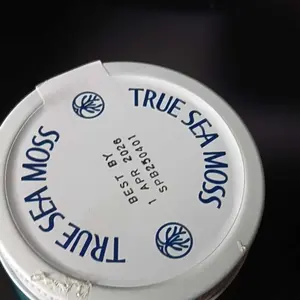 TRUE SEA MOSS
BEST BY
1 APR 2026
SPB250401
TRUE SEA MOSS